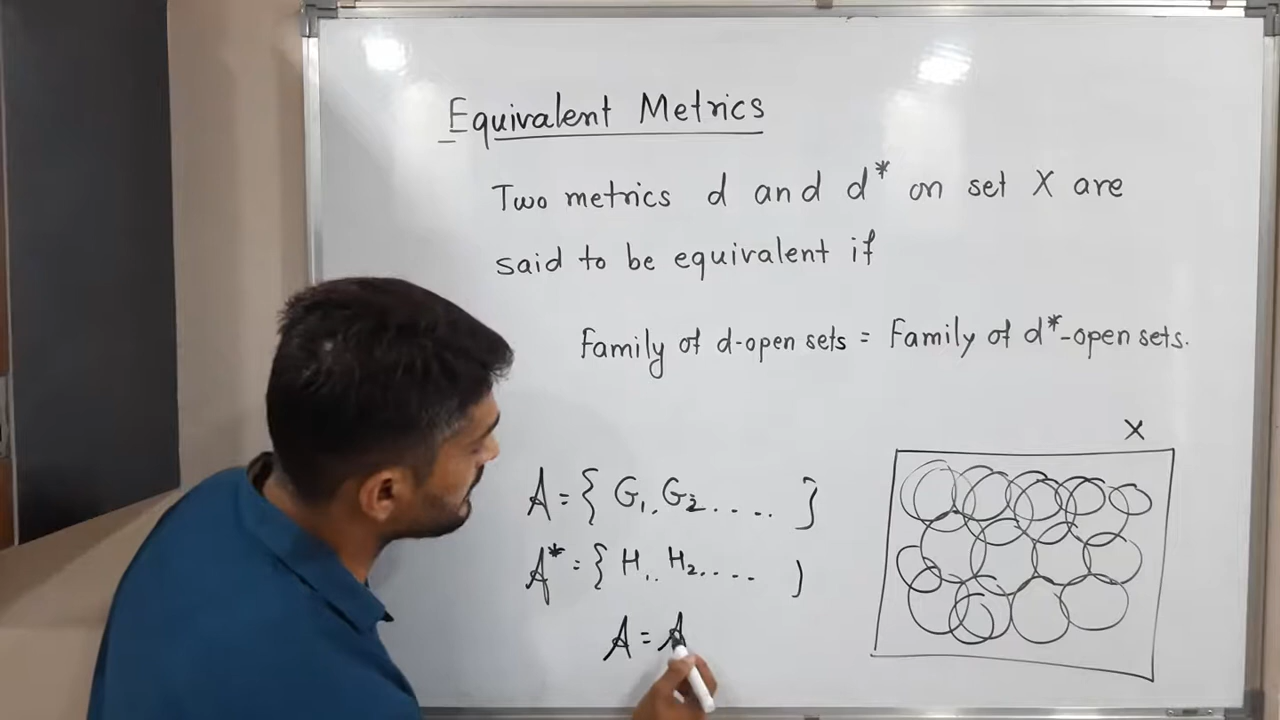 Equivalent Metrics
Two metrics d and d* on set X are
said to be equivalent if
Family of d-open sets = Family of d*-open sets.
X
A = { G₁, G₂, .... }
A* = { H₁, H₂, .... }
A = A